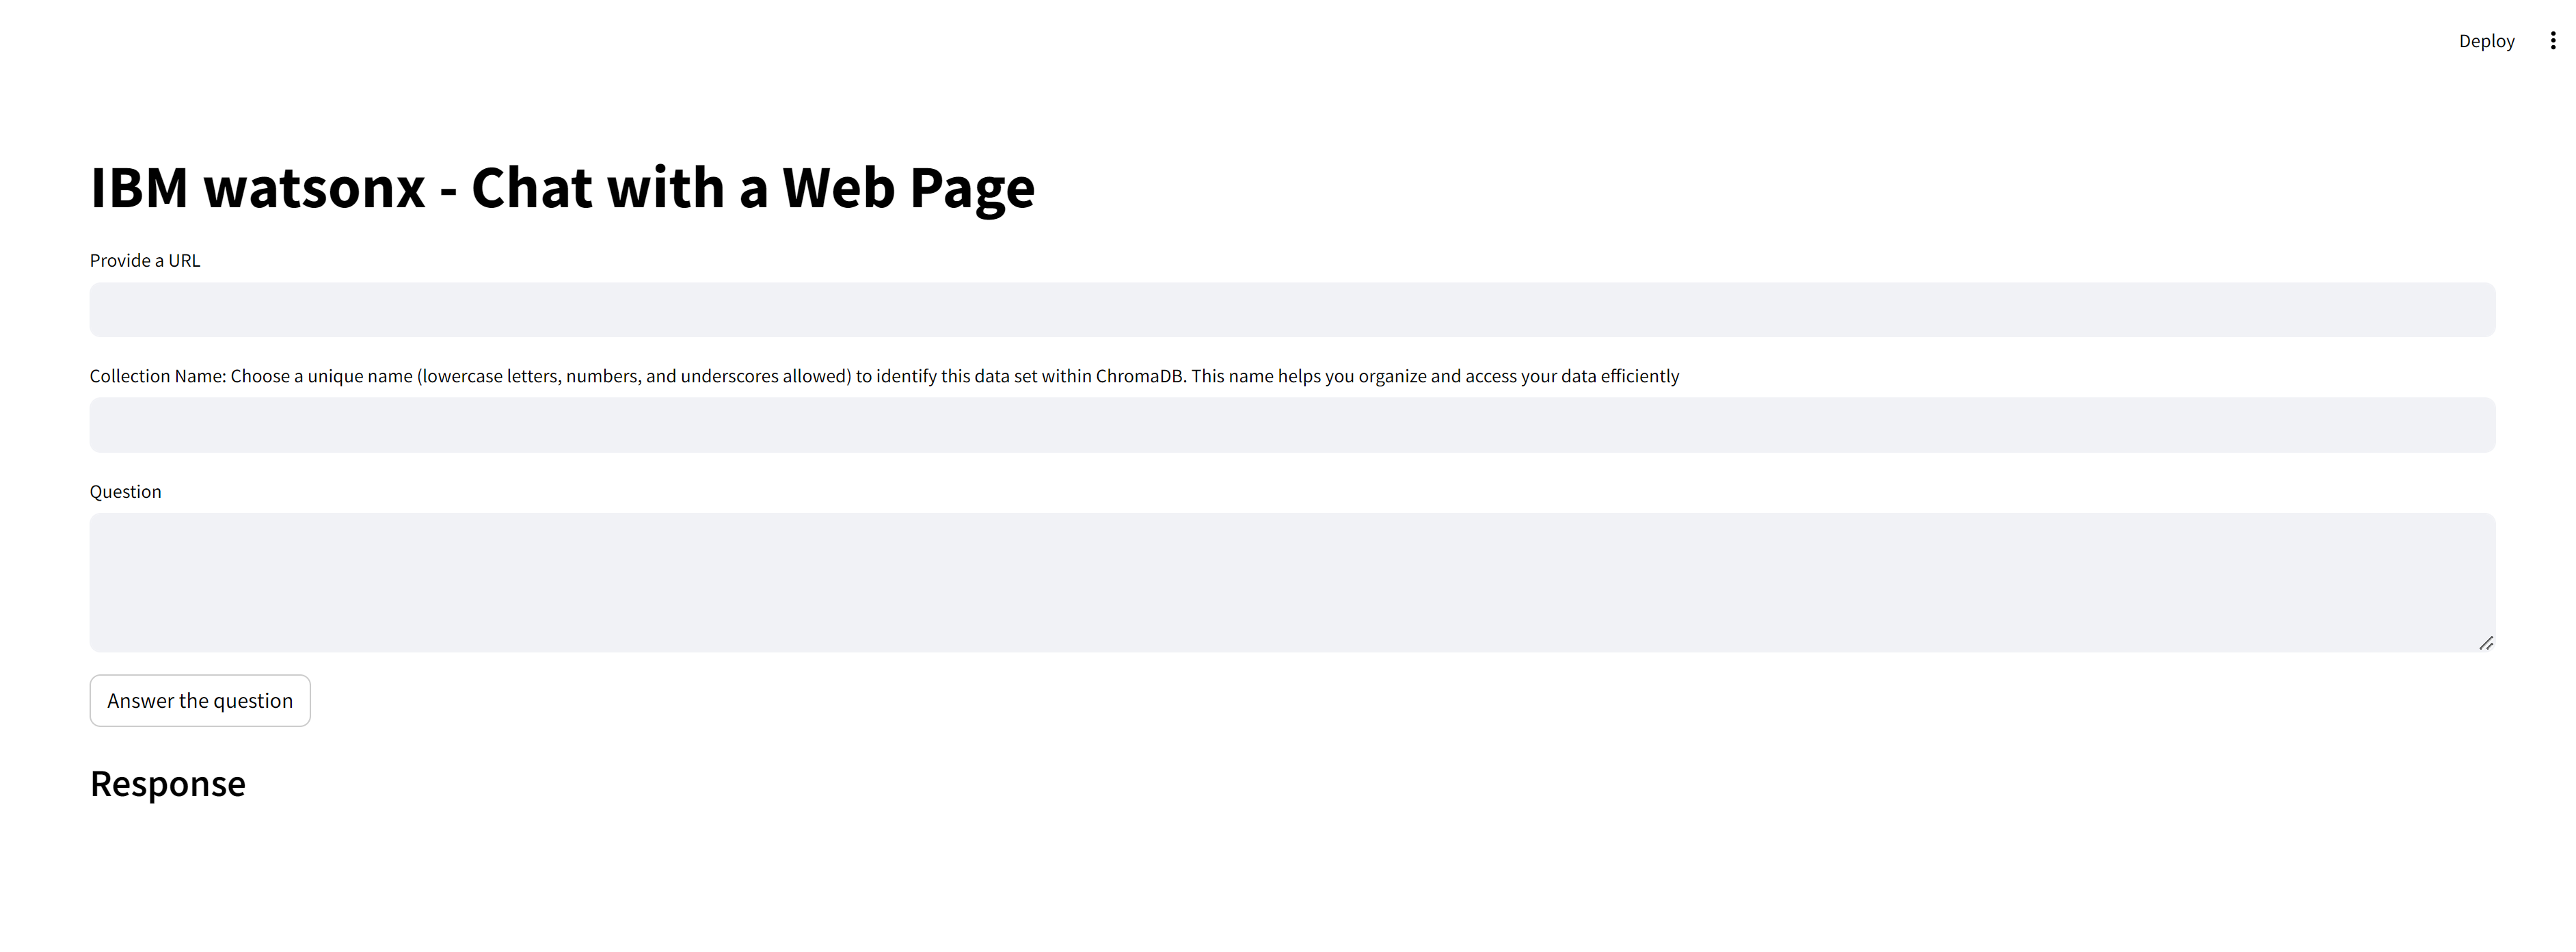 Deploy
IBM watsonx - Chat with a Web Page
Provide a URL
Collection Name: Choose a unique name (lowercase letters, numbers, and underscores allowed) to identify this data set within ChromaDB. This name helps you organize and access your data efficiently
Question
Answer the question
Response